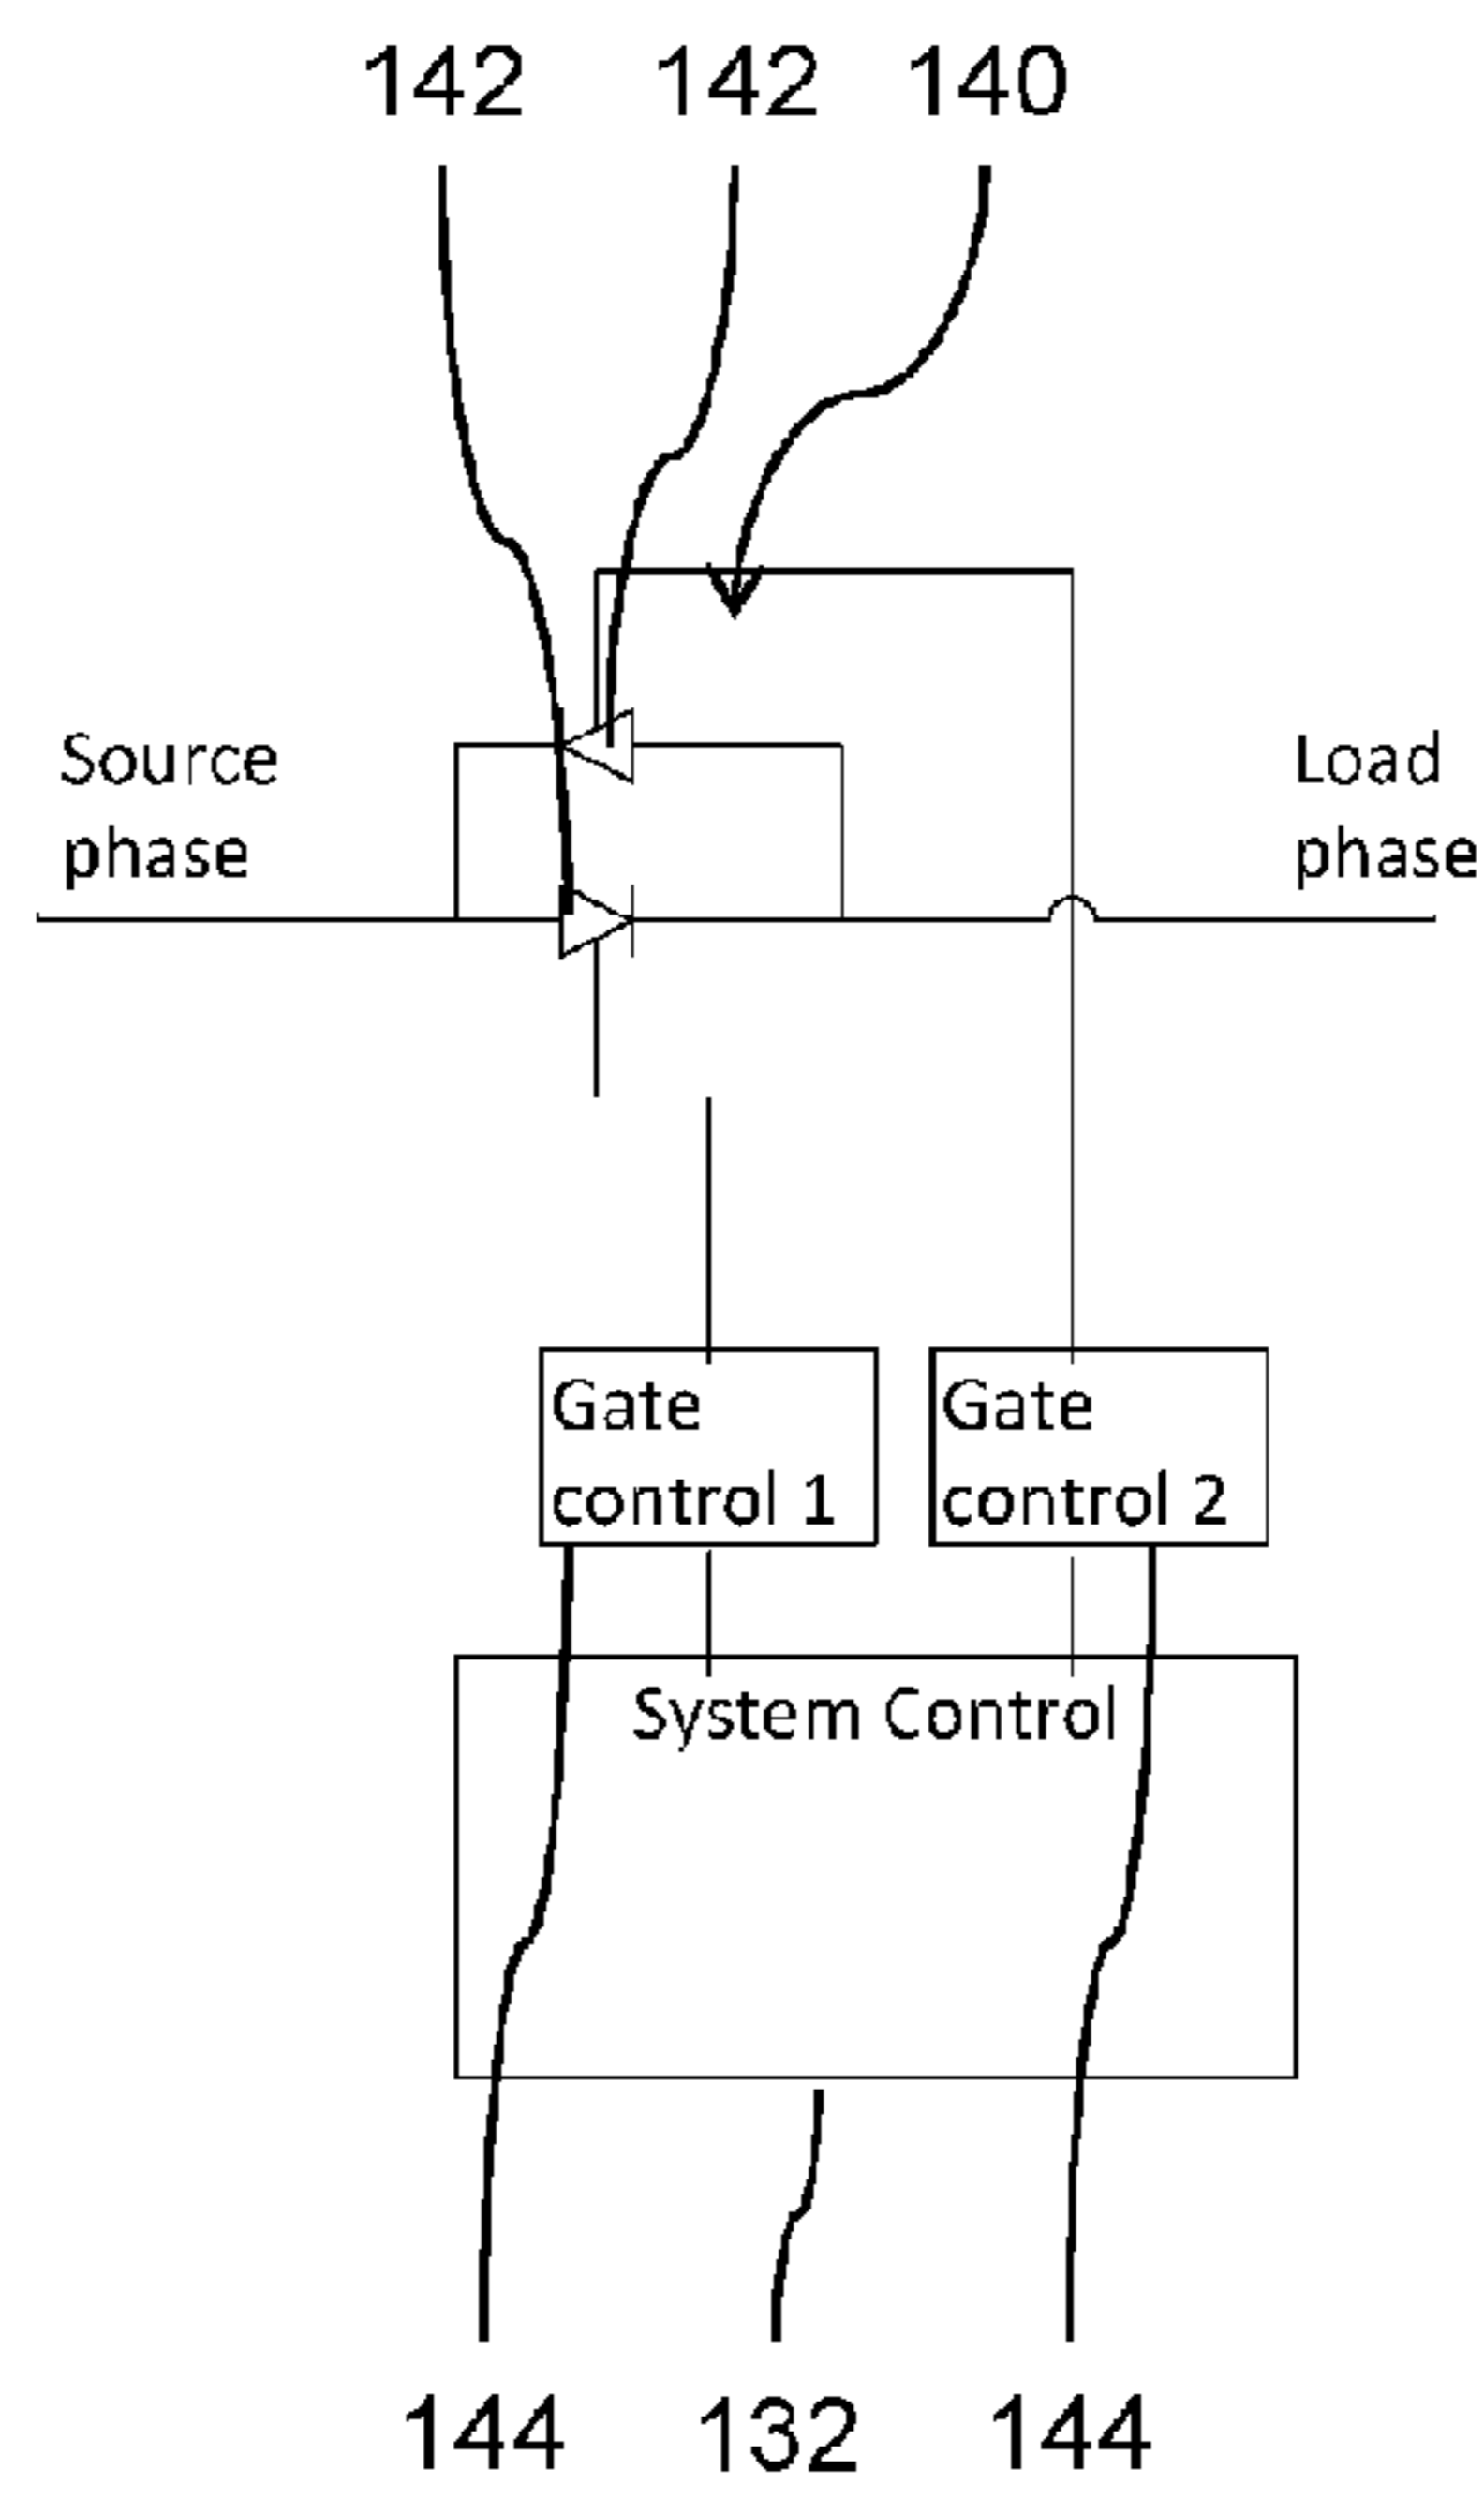 142 142 140
Source
phase
Load
phase
Gate
control 1
Gate
control 2
System Control
144 132 144